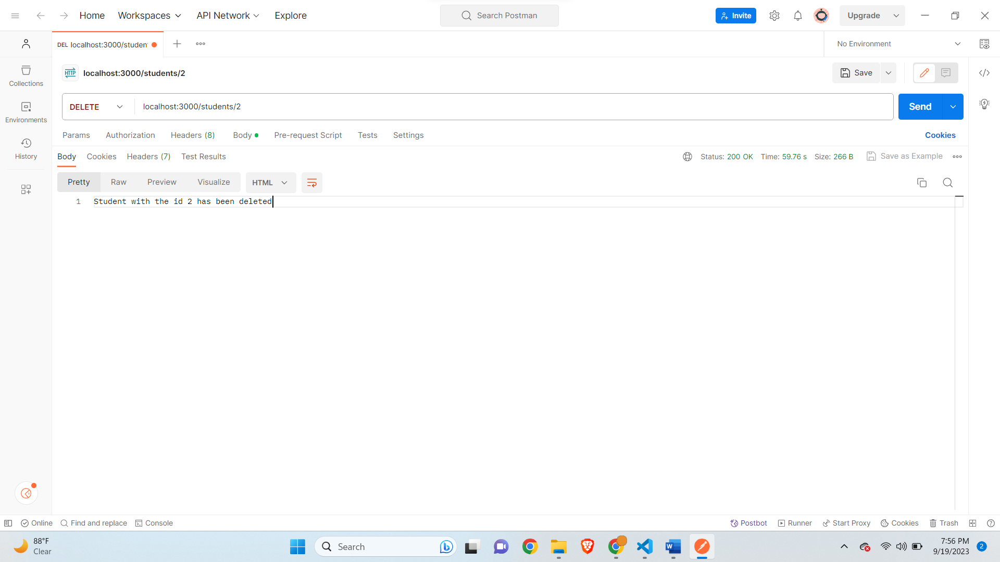 Home Workspaces API Network Explore Search Postman Invite Upgrade
DEL localhost:3000/studen No Environment
HTTP localhost:3000/students/2 Save
Collections
DELETE localhost:3000/students/2 Send
Environments
Params Authorization Headers (8) Body Pre-request Script Tests Settings Cookies
History
Body Cookies Headers (7) Test Results Status: 200 OK Time: 59.76 s Size: 266 B Save as Example
Pretty Raw Preview Visualize HTML
1 Student with the id 2 has been deleted
Online Find and replace Console Postbot Runner Start Proxy Cookies Trash
88°F
Clear
Search
W
7:56 PM
9/19/2023
2